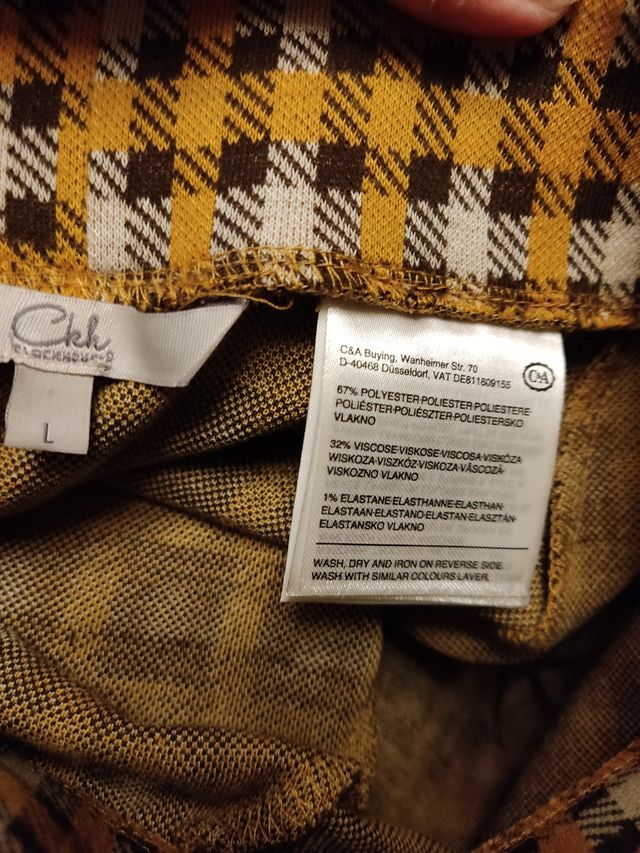 Ckh
CLOCKHOUSE
L
C&A Buying, Wanheimer Str. 70
D-40468 Düsseldorf, VAT DE811809155
C&A
67% POLYESTER·POLIESTER·POLIESTERE·
POLIÉSTER·POLIÉSZTER·POLIESTERSKO
VLAKNO
32% VISCOSE·VISKOSE·VISCOSA·VISKÓZA·
WISKOZA·VISZKÓZ·VISKOZA·VÂSCOZĂ·
VISKOZNO VLAKNO
1% ELASTANE·ELASTHANNE·ELASTHAN·
ELASTAAN·ELASTANO·ELASTAN·ELASZTÁN·
ELASTANSKO VLAKNO
WASH, DRY AND IRON ON REVERSE SIDE.
WASH WITH SIMILAR COLOURS LAVER,